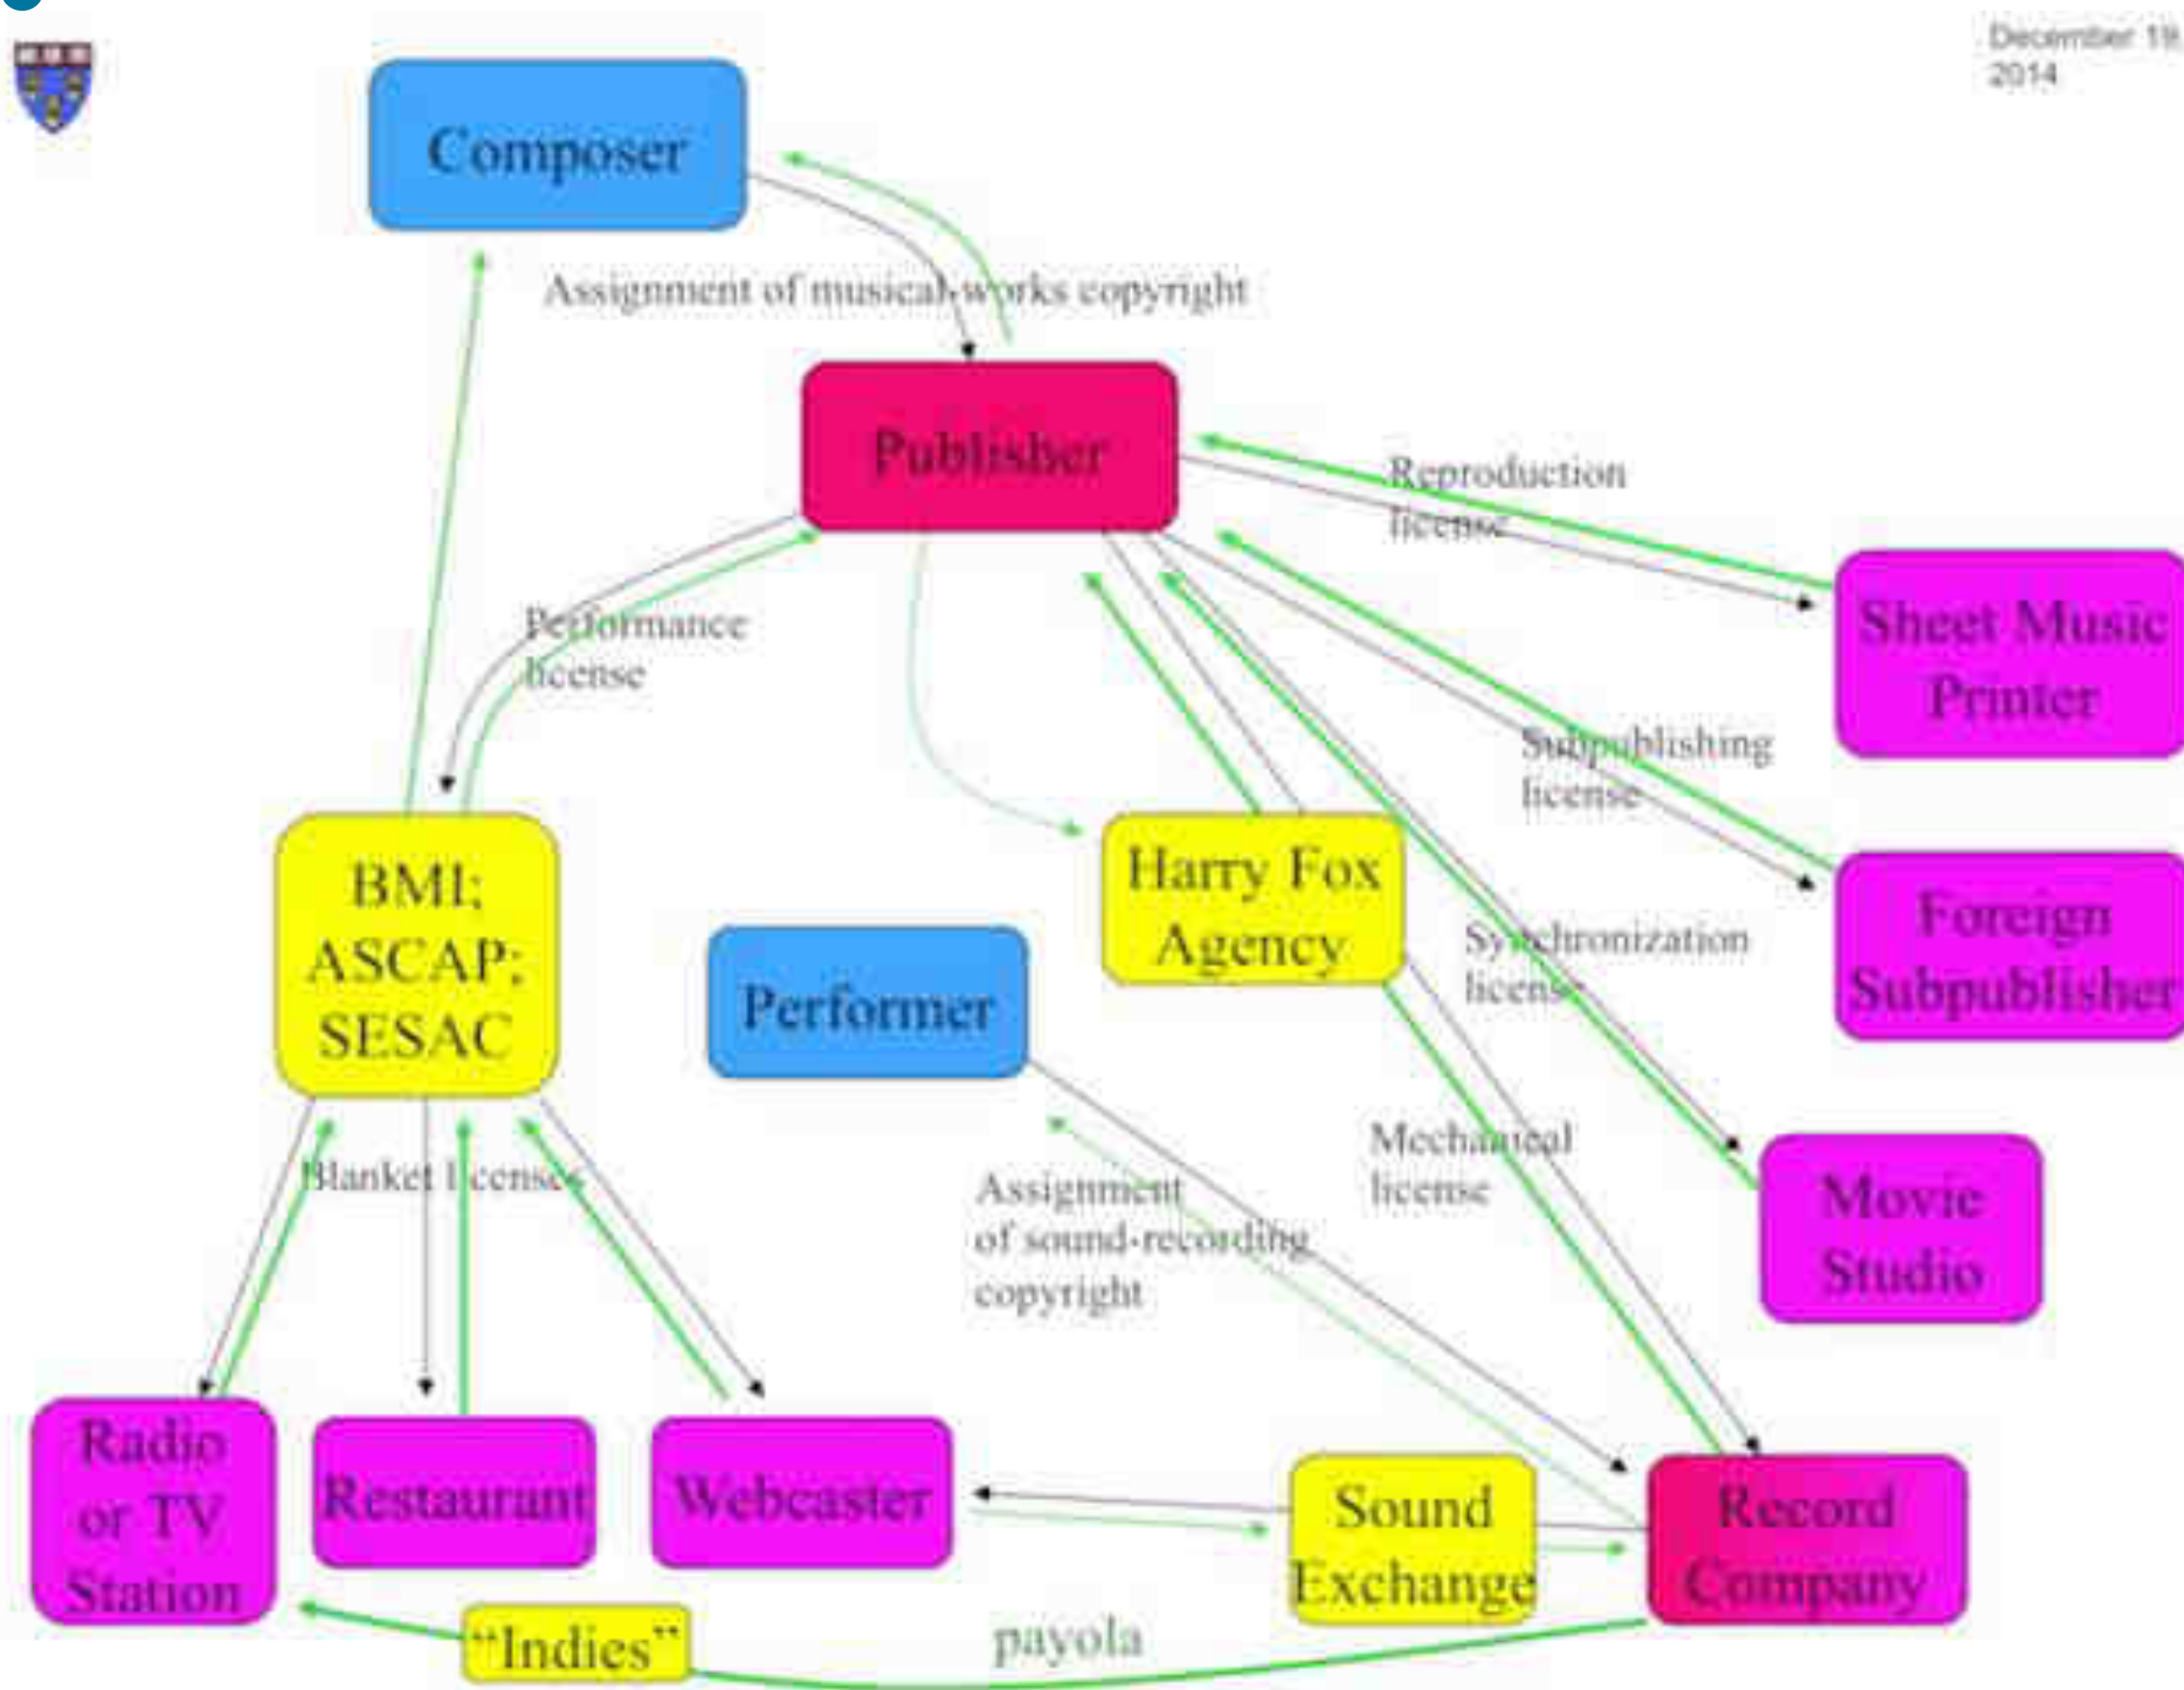 December 19
2014
Composer
Assignment of musical-works copyright
Publisher
Reproduction
license
Sheet Music
Printer
Performance
license
Subpublishing
license
BMI;
ASCAP;
SESAC
Harry Fox
Agency
Foreign
Subpublisher
Performer
Synchronization
license
Mechanical
license
Blanket licenses
Assignment
of sound-recording
copyright
Movie
Studio
Radio
or TV
Station
Restaurant
Webcaster
Sound
Exchange
Record
Company
"Indies"
payola